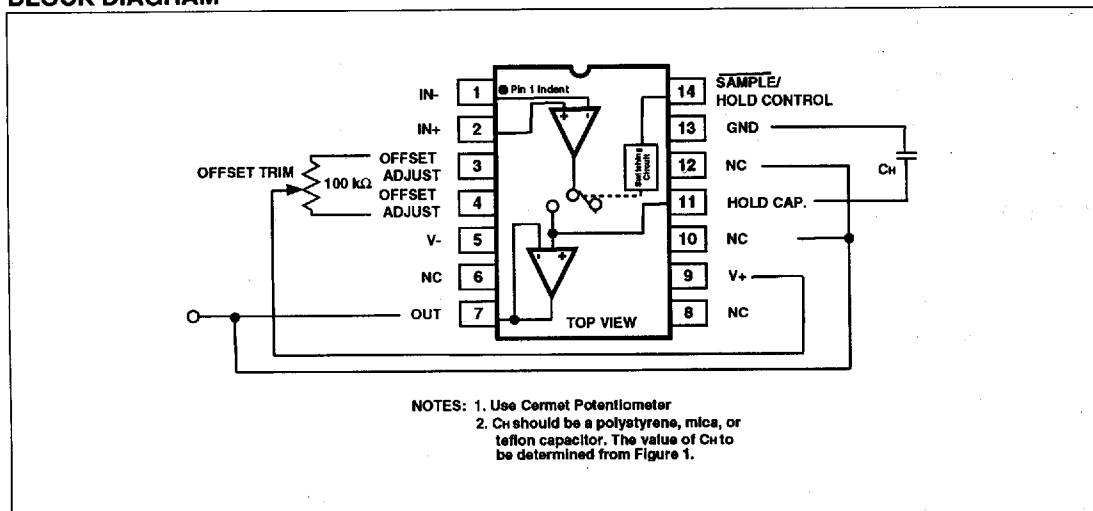 BLOCK DIAGRAM
IN-
1
Pin 1 Indent
IN+
2
OFFSET TRIM
100 kΩ
OFFSET
ADJUST
3
OFFSET
ADJUST
4
V-
5
NC
6
OUT
7
Switching
Circuit
TOP VIEW
14
SAMPLE/
HOLD CONTROL
13
GND
12
NC
CH
11
HOLD CAP.
10
NC
9
V+
8
NC
+
-
-
+
NOTES: 1. Use Cermet Potentiometer
2. CH should be a polystyrene, mica, or
teflon capacitor. The value of CH to
be determined from Figure 1.